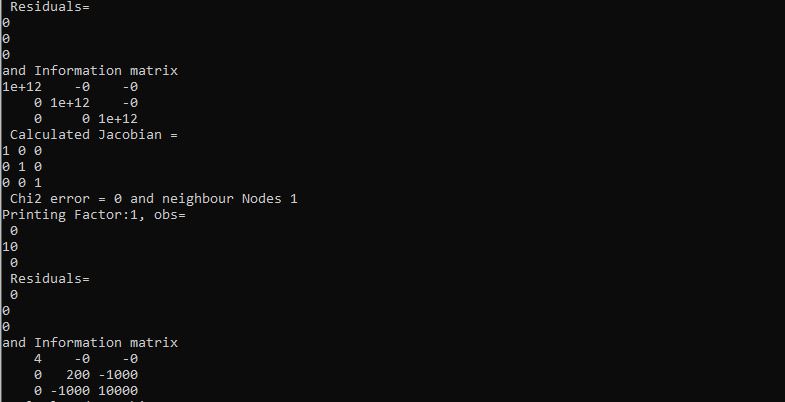 Residuals=
0
0
0
and Information matrix
1e+12 -0 -0
0 1e+12 -0
0 0 1e+12
Calculated Jacobian =
1 0 0
0 1 0
0 0 1
Chi2 error = 0 and neighbour Nodes 1
Printing Factor:1, obs=
0
10
0
Residuals=
0
0
0
and Information matrix
4 -0 -0
0 200 -1000
0 -1000 10000